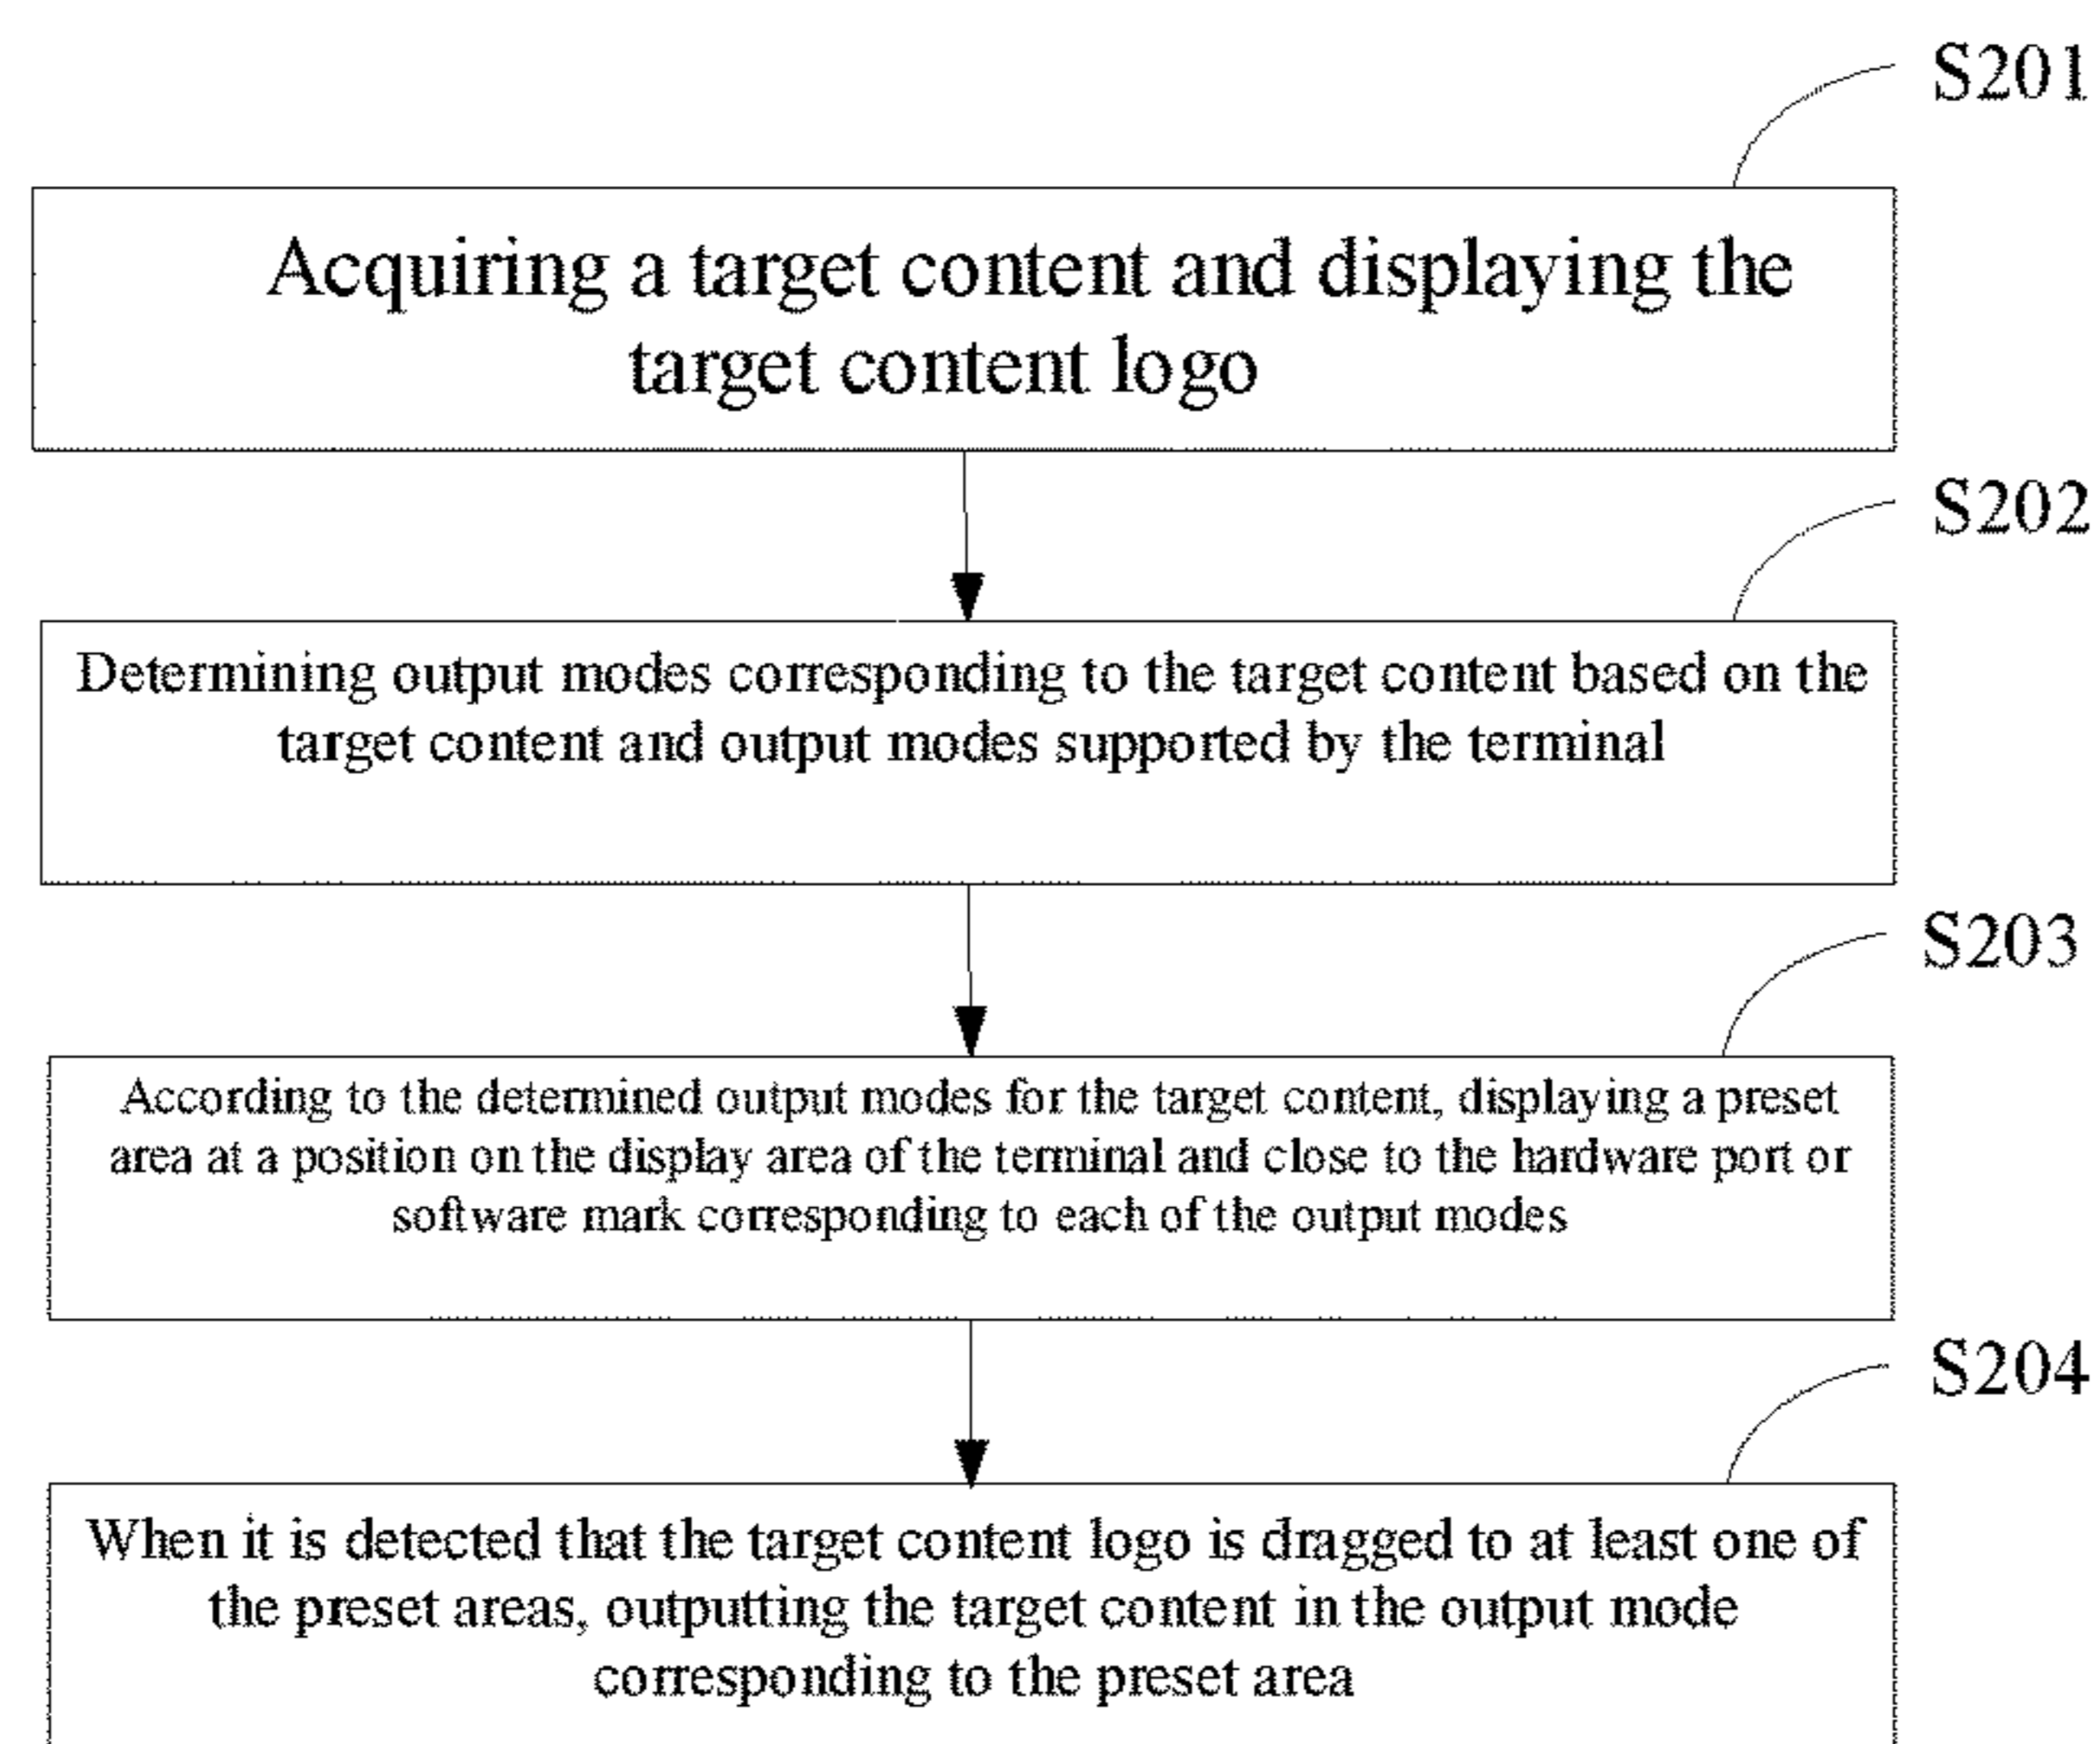 S201
Acquiring a target content and displaying the
target content logo
S202
Determining output modes corresponding to the target content based on the
target content and output modes supported by the terminal
S203
According to the determined output modes for the target content, displaying a preset
area at a position on the display area of the terminal and close to the hardware port or
software mark corresponding to each of the output modes
S204
When it is detected that the target content logo is dragged to at least one of
the preset areas, outputting the target content in the output mode
corresponding to the preset area